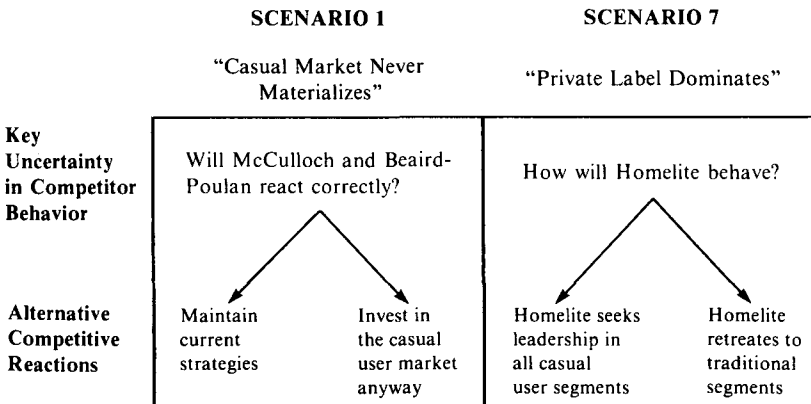 SCENARIO 1
SCENARIO 7
“Casual Market Never
Materializes”
“Private Label Dominates”
Key
Uncertainty
in Competitor
Behavior
Will McCulloch and Beaird-
Poulan react correctly?
How will Homelite behave?
Alternative
Competitive
Reactions
Maintain
current
strategies
Invest in
the casual
user market
anyway
Homelite seeks
leadership in
all casual
user segments
Homelite
retreates to
traditional
segments